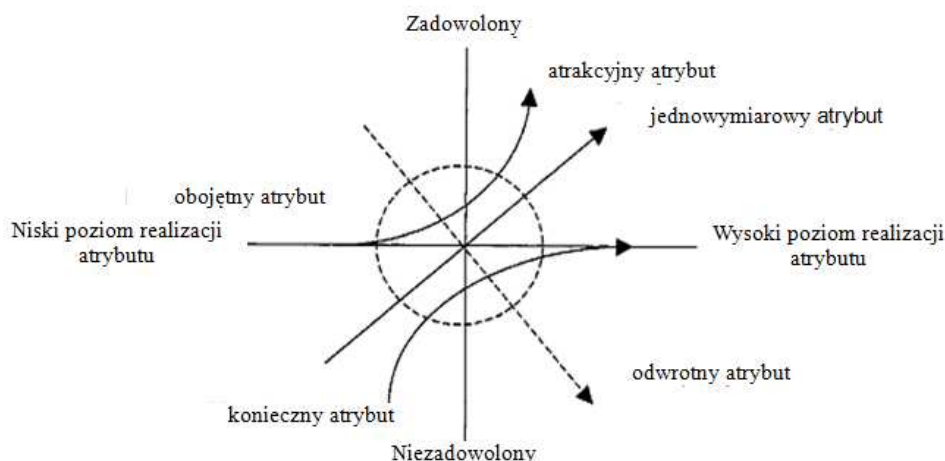 Zadowolony
atrakcyjny atrybut
jednowymiarowy atrybut
obojętny atrybut
Niski poziom realizacji
atrybutu
Wysoki poziom realizacji
atrybutu
odwrotny atrybut
konieczny atrybut
Niezadowolony